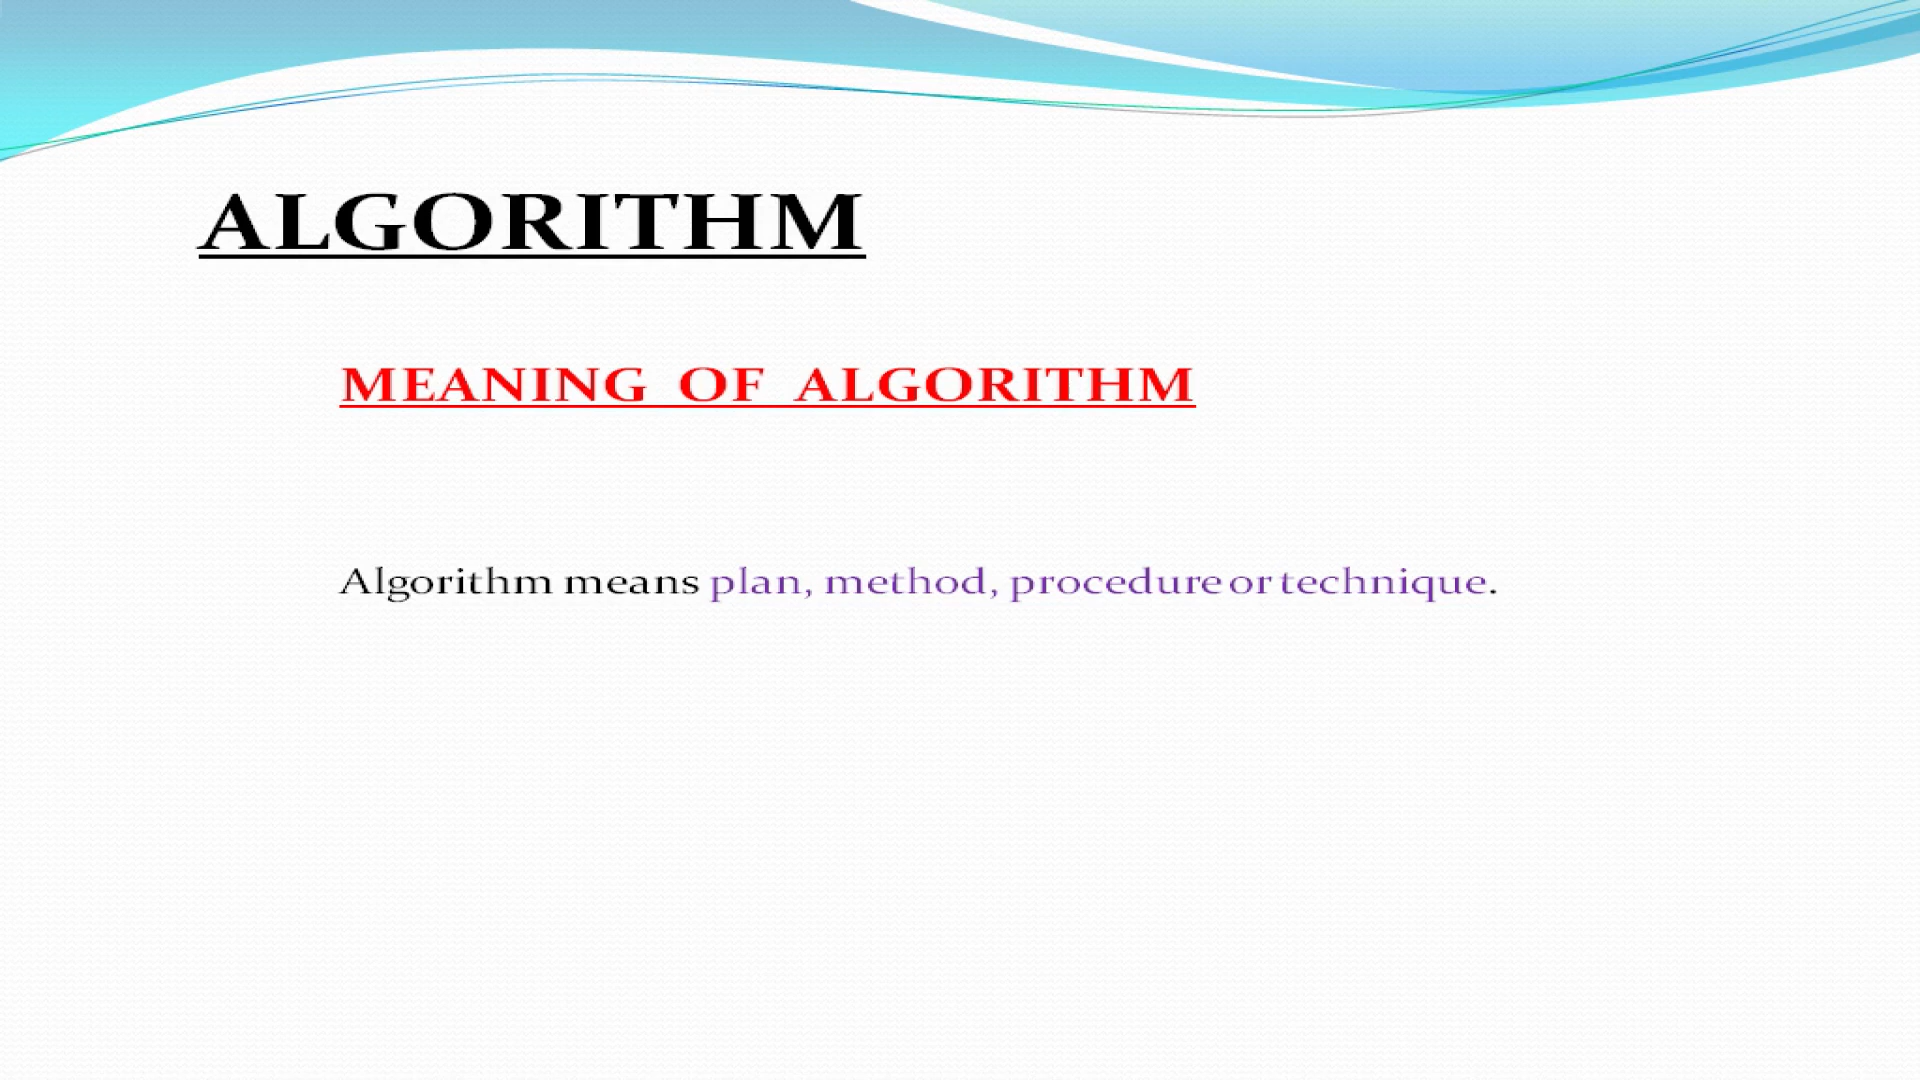 ALGORITHM
MEANING OF ALGORITHM
Algorithm means plan, method, procedure or technique.